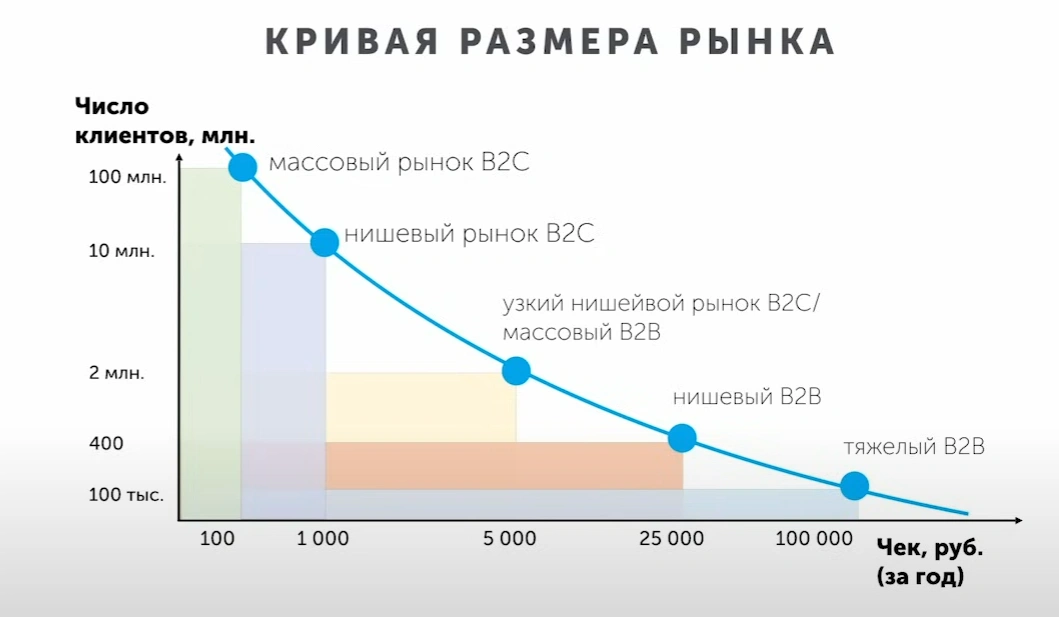 КРИВАЯ РАЗМЕРА РЫНКА
Число
клиентов, млн.
100 млн.
массовый рынок B2C
10 млн.
нишевый рынок B2C
узкий нишейвой рынок B2C/
массовый B2B
2 млн.
нишевый B2B
400
тяжелый B2B
100 тыс.
100
1 000
5 000
25 000
100 000
Чек, руб.
(за год)